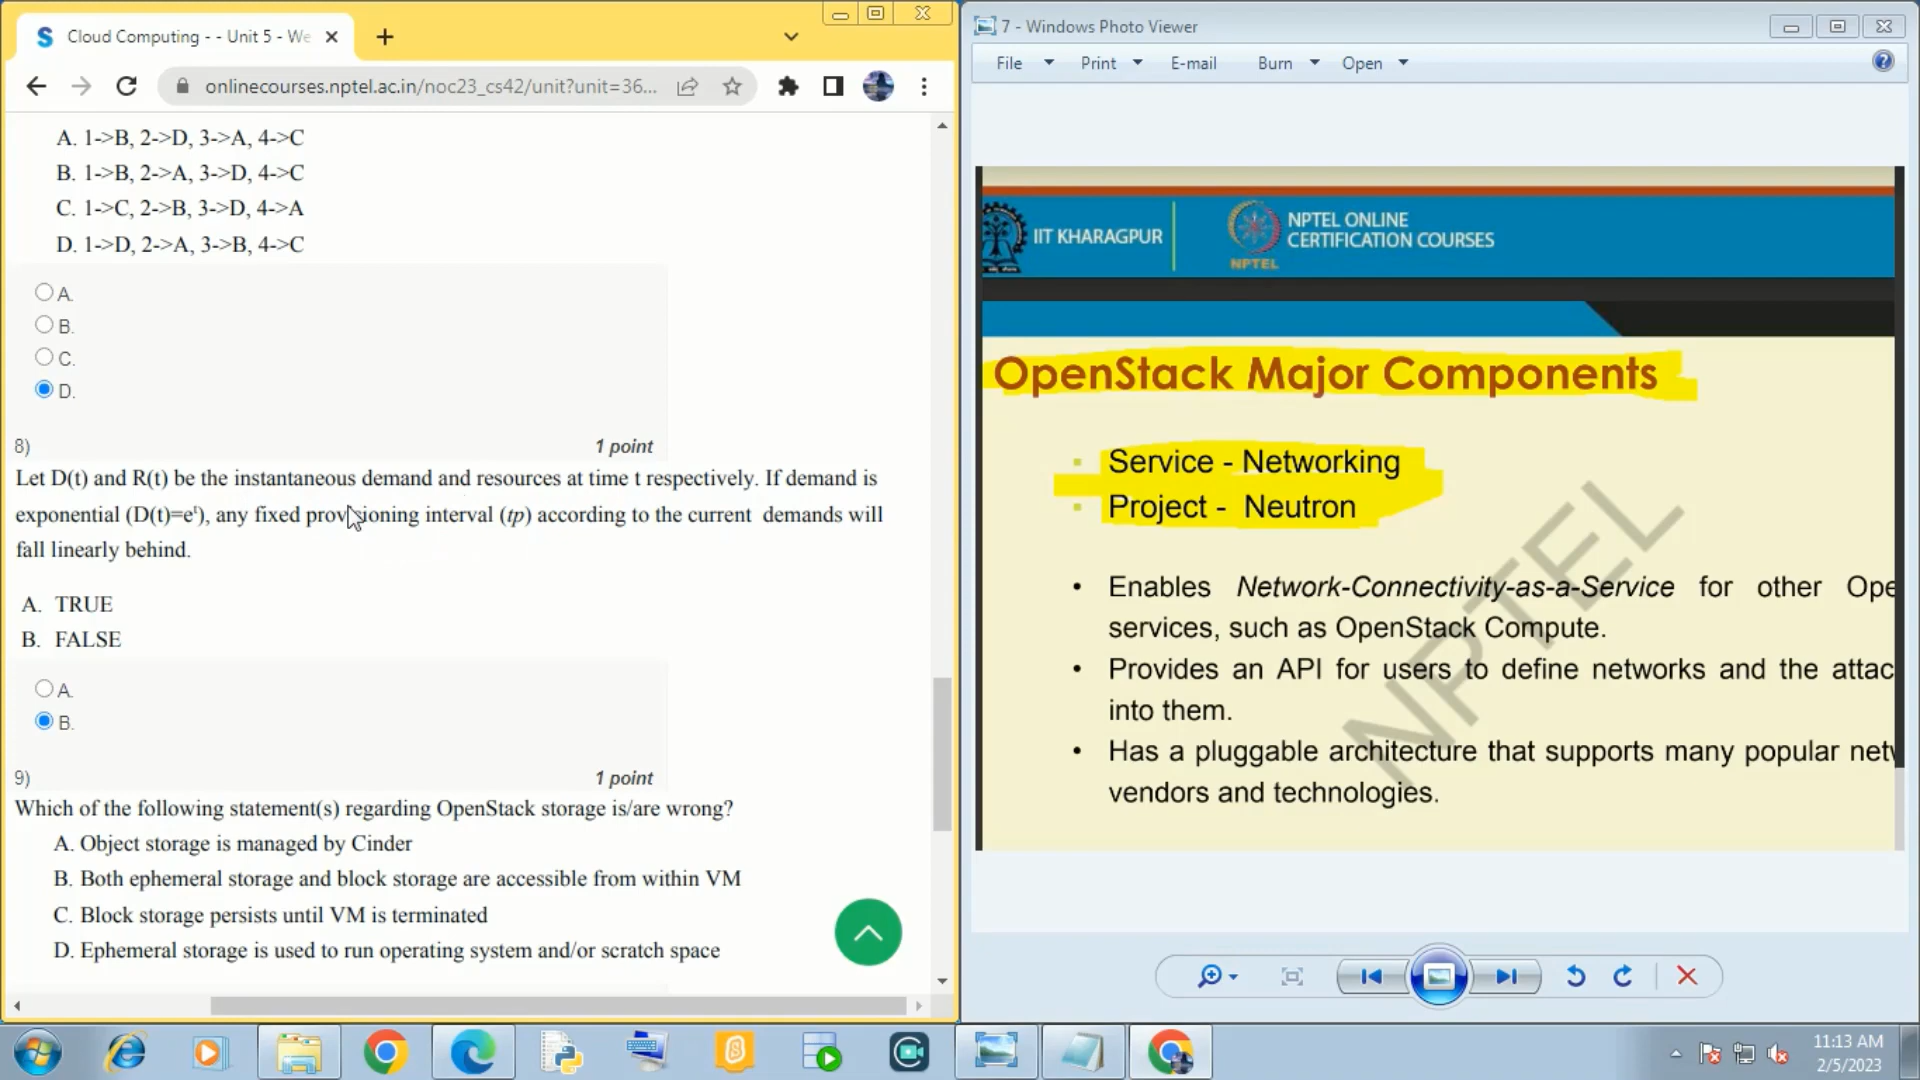 Cloud Computing - - Unit 5 - We
7 - Windows Photo Viewer
onlinecourses.nptel.ac.in/noc23_cs42/unit?unit=36...
File Print E-mail Burn Open
A. 1->B, 2->D, 3->A, 4->C
B. 1->B, 2->A, 3->D, 4->C
C. 1->C, 2->B, 3->D, 4->A
D. 1->D, 2->A, 3->B, 4->C
A.
B.
C.
D.
8) 1 point
Let D(t) and R(t) be the instantaneous demand and resources at time t respectively. If demand is
exponential (D(t)=eᵗ), any fixed provisioning interval (tp) according to the current demands will
fall linearly behind.
A. TRUE
B. FALSE
A.
B.
9) 1 point
Which of the following statement(s) regarding OpenStack storage is/are wrong?
A. Object storage is managed by Cinder
B. Both ephemeral storage and block storage are accessible from within VM
C. Block storage persists until VM is terminated
D. Ephemeral storage is used to run operating system and/or scratch space
IIT KHARAGPUR
NPTEL ONLINE
CERTIFICATION COURSES
NPTEL
OpenStack Major Components
Service - Networking
Project - Neutron
• Enables Network-Connectivity-as-a-Service for other Ope
services, such as OpenStack Compute.
• Provides an API for users to define networks and the attac
into them.
• Has a pluggable architecture that supports many popular net
vendors and technologies.
NPTEL
11:13 AM
2/5/2023